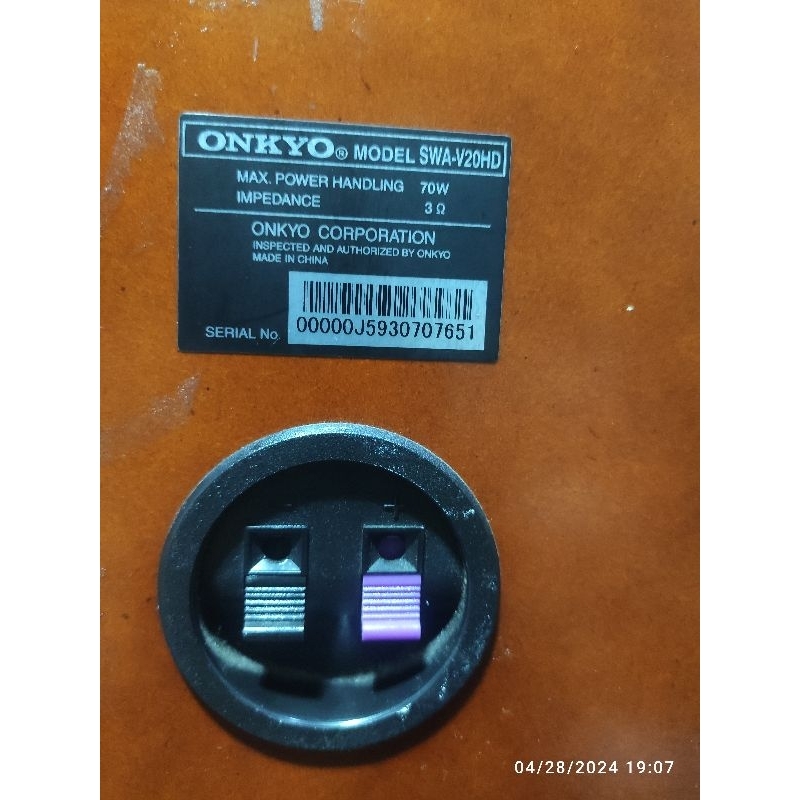 ONKYO® MODEL SWA-V20HD
MAX. POWER HANDLING 70W
IMPEDANCE 3 Ω
ONKYO CORPORATION
INSPECTED AND AUTHORIZED BY ONKYO
MADE IN CHINA
SERIAL No. 00000J5930707651
04/28/2024 19:07